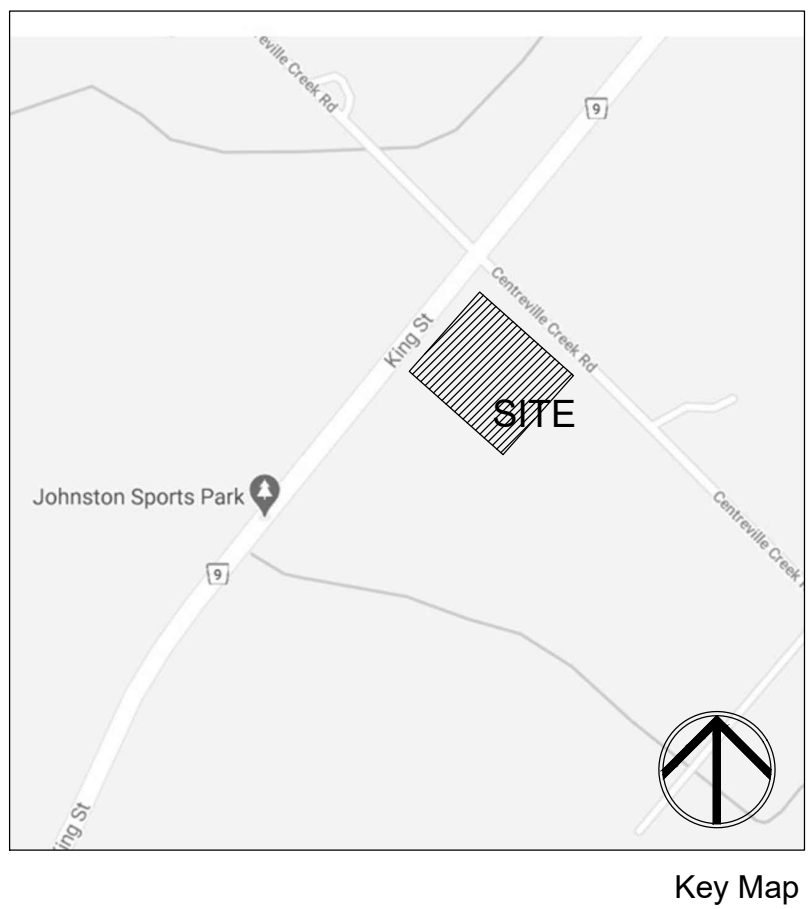 reville Creek Rd
9
Centreville Creek Rd
King St
SITE
Johnston Sports Park
Centreville Creek
9
ing St
Key Map